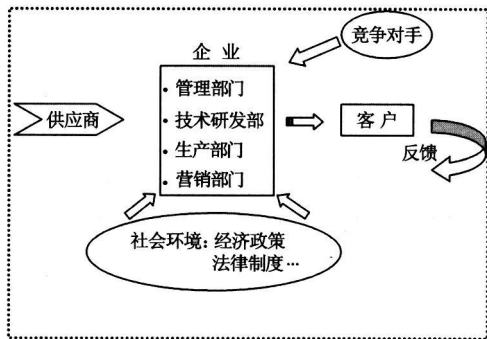 竞争对手
企业
· 管理部门
· 技术研发部
· 生产部门
· 营销部门
供应商
客户
反馈
社会环境：经济政策
法律制度…